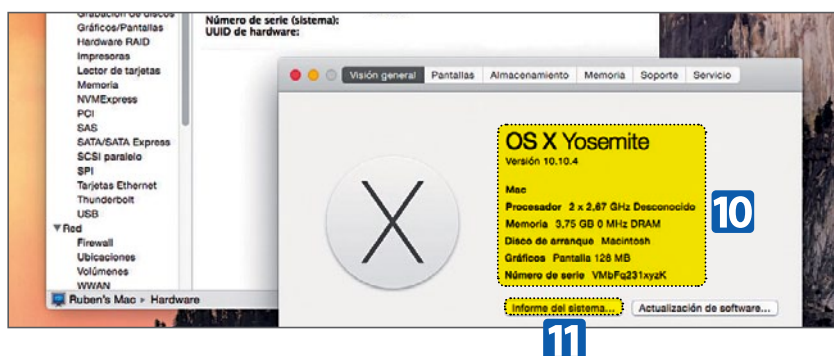 Grabación de discos
Gráficos/Pantallas
Hardware RAID
Impresoras
Lector de tarjetas
Memoria
NVMExpress
PCI
SAS
SATA/SATA Express
SCSI paralelo
SPI
Tarjetas Ethernet
Thunderbolt
USB
Red
Firewall
Ubicaciones
Volúmenes
WWAN
Ruben's Mac ▸ Hardware
Número de serie (sistema):
UUID de hardware:
Visión general Pantallas Almacenamiento Memoria Soporte Servicio
OS X Yosemite
Versión 10.10.4
Mac
Procesador 2 x 2,67 GHz Desconocido
Memoria 3,75 GB 0 MHz DRAM
Disco de arranque Macintosh
Gráficos Pantalla 128 MB
Número de serie VMbFq231xyzK
10
Informe del sistema... Actualización de software...
11